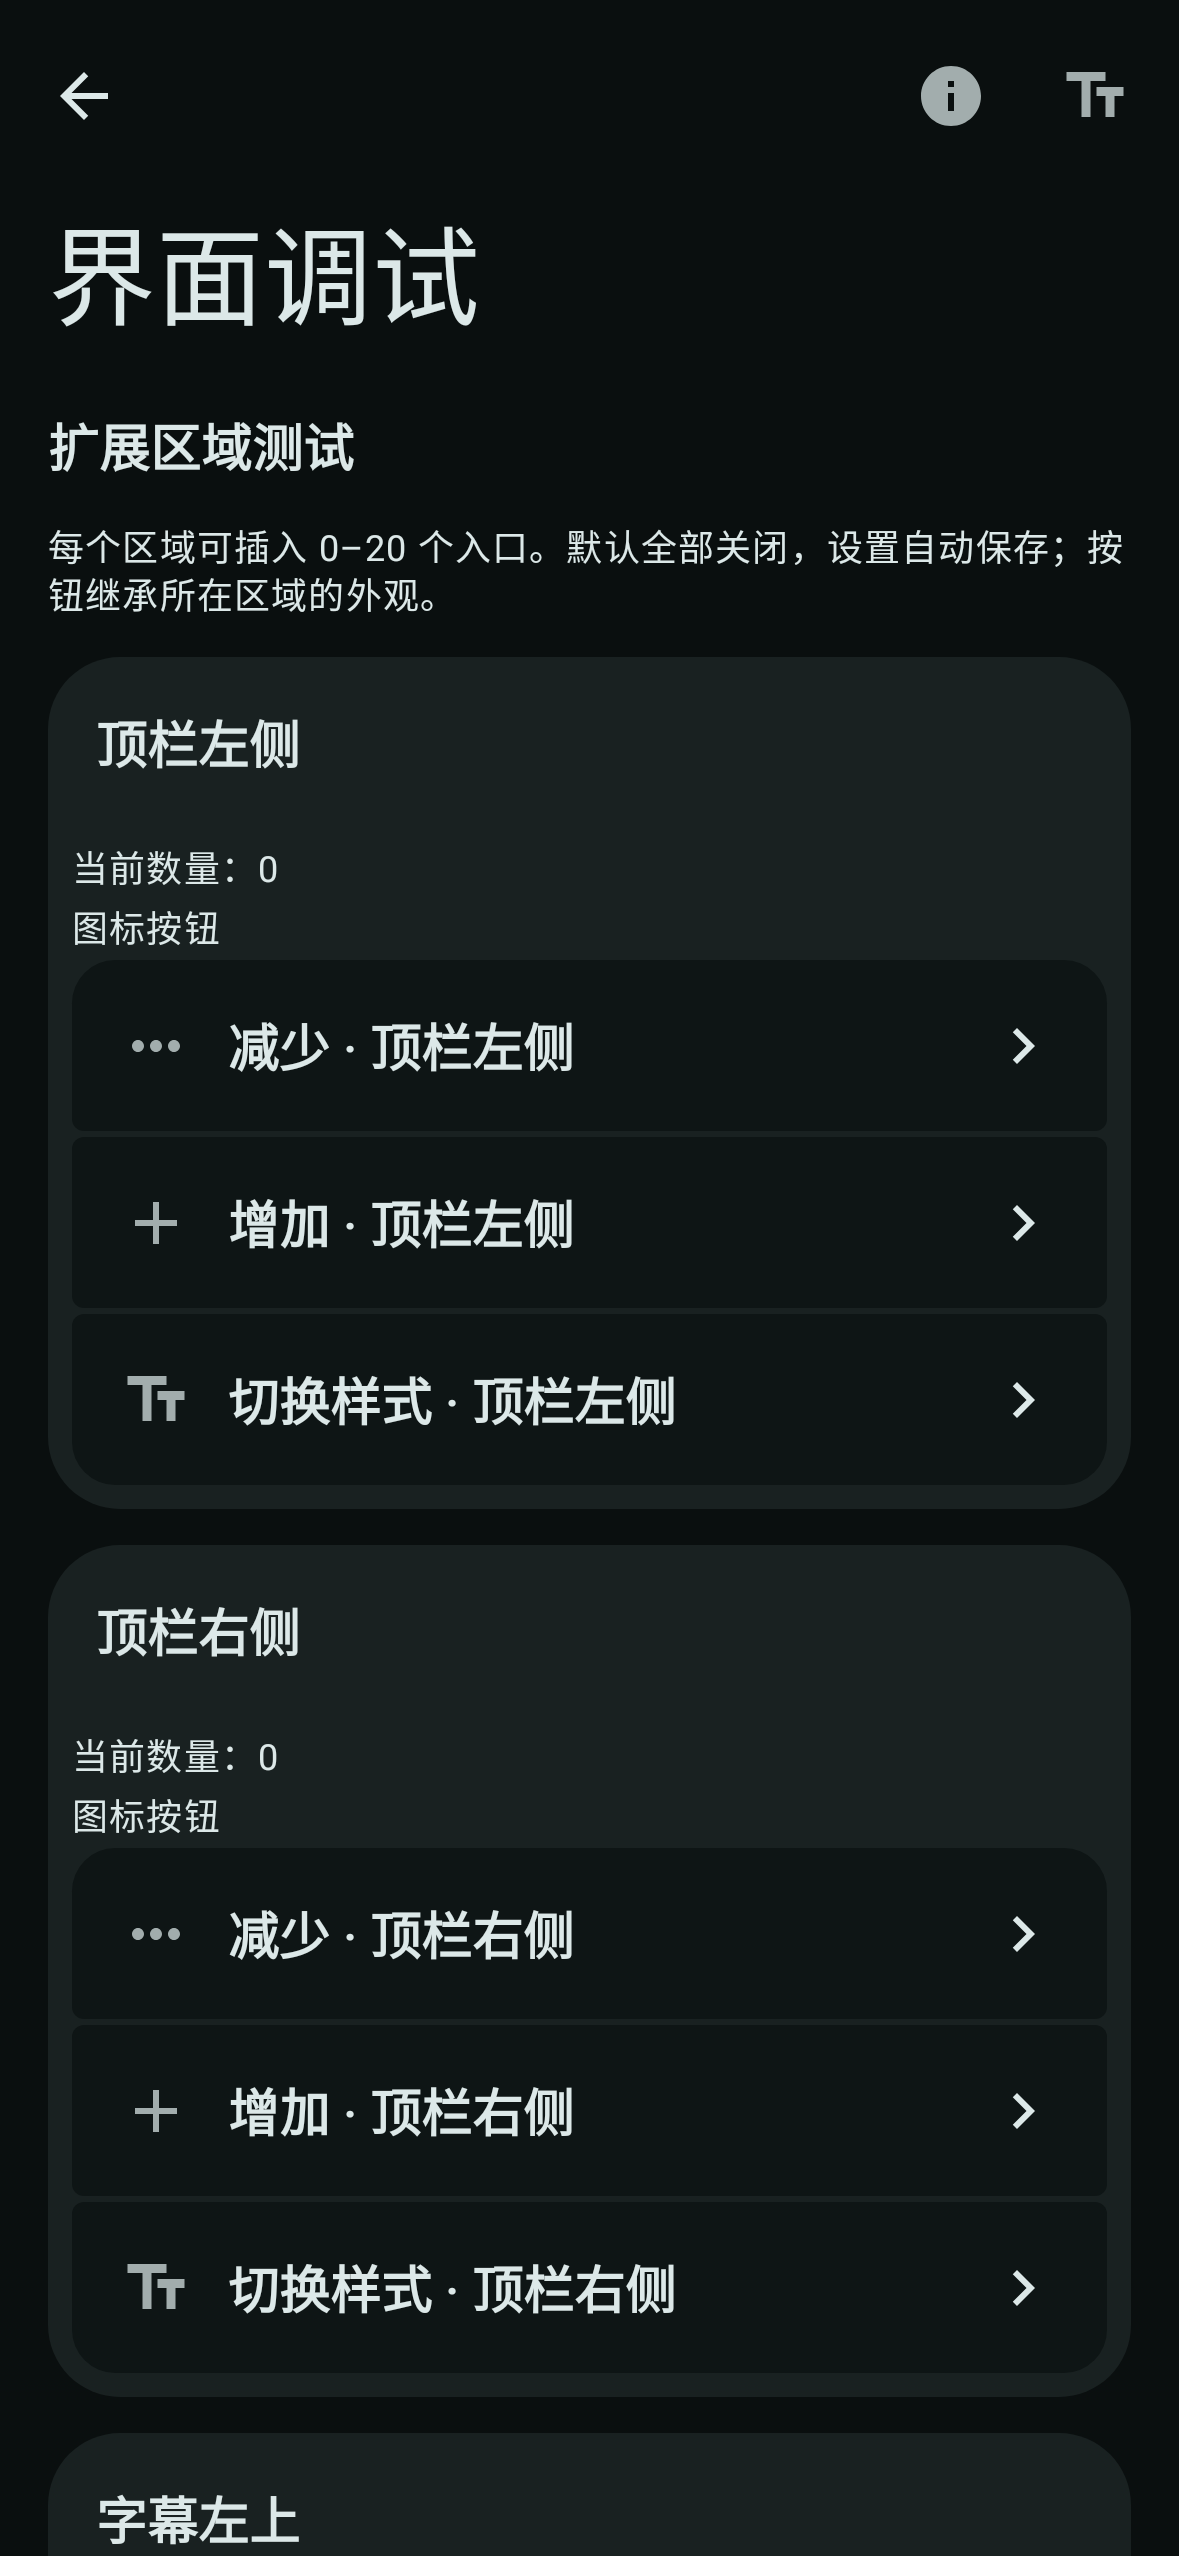 界面调试
扩展区域测试
每个区域可插入 0–20 个入口。默认全部关闭，设置自动保存；按
钮继承所在区域的外观。
顶栏左侧
当前数量：0
图标按钮
减少 · 顶栏左侧
增加 · 顶栏左侧
切换样式 · 顶栏左侧
顶栏右侧
当前数量：0
图标按钮
减少 · 顶栏右侧
增加 · 顶栏右侧
切换样式 · 顶栏右侧
字幕左上